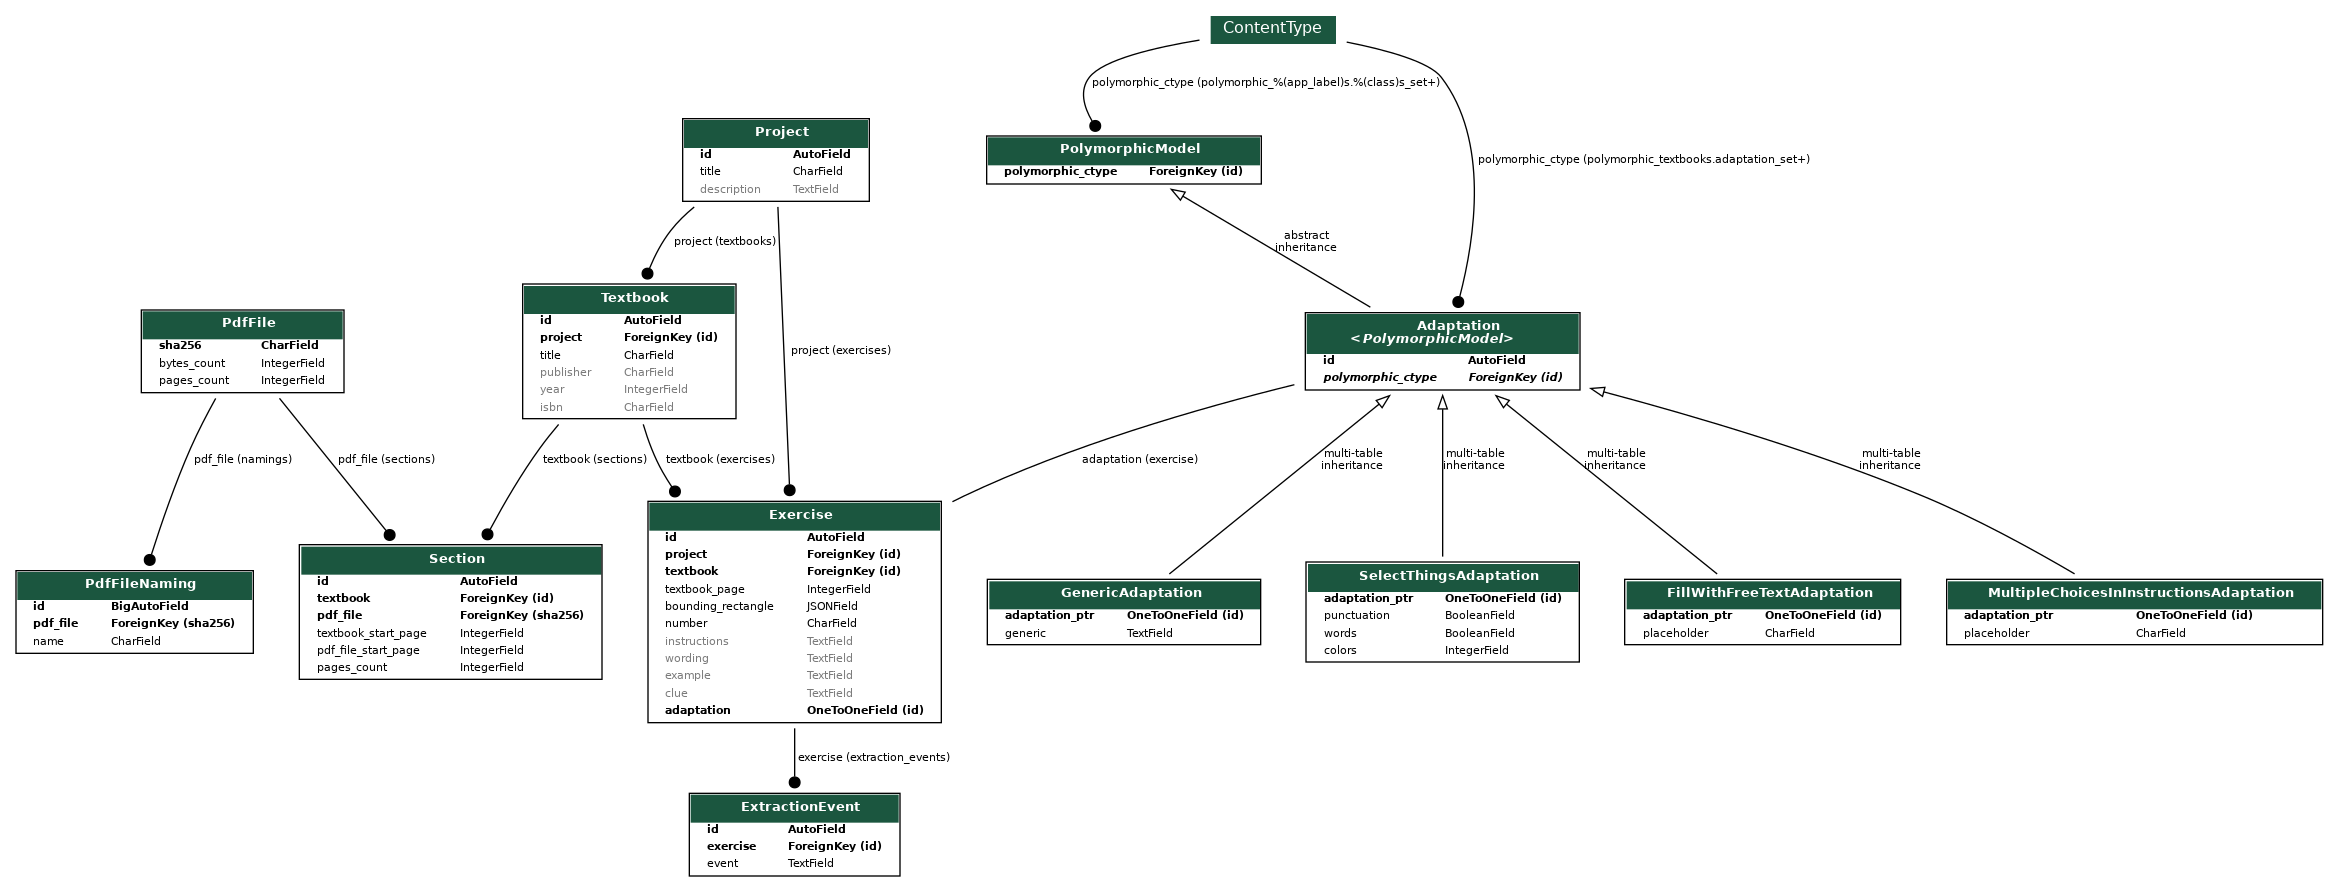 ContentType
polymorphic_ctype (polymorphic_%(app_label)s.%(class)s_set+)
polymorphic_ctype (polymorphic_textbooks.adaptation_set+)
Project
id AutoField
title CharField
description TextField
PolymorphicModel
polymorphic_ctype ForeignKey (id)
project (textbooks)
project (exercises)
abstract
inheritance
Textbook
id AutoField
project ForeignKey (id)
title CharField
publisher CharField
year IntegerField
isbn CharField
PdfFile
sha256 CharField
bytes_count IntegerField
pages_count IntegerField
Adaptation
<PolymorphicModel>
id AutoField
polymorphic_ctype ForeignKey (id)
pdf_file (namings)
pdf_file (sections)
textbook (sections)
textbook (exercises)
adaptation (exercise)
multi-table
inheritance
multi-table
inheritance
multi-table
inheritance
multi-table
inheritance
PdfFileNaming
id BigAutoField
pdf_file ForeignKey (sha256)
name CharField
Section
id AutoField
textbook ForeignKey (id)
pdf_file ForeignKey (sha256)
textbook_start_page IntegerField
pdf_file_start_page IntegerField
pages_count IntegerField
Exercise
id AutoField
project ForeignKey (id)
textbook ForeignKey (id)
textbook_page IntegerField
bounding_rectangle JSONField
number CharField
instructions TextField
wording TextField
example TextField
clue TextField
adaptation OneToOneField (id)
GenericAdaptation
adaptation_ptr OneToOneField (id)
generic TextField
SelectThingsAdaptation
adaptation_ptr OneToOneField (id)
punctuation BooleanField
words BooleanField
colors IntegerField
FillWithFreeTextAdaptation
adaptation_ptr OneToOneField (id)
placeholder CharField
MultipleChoicesInInstructionsAdaptation
adaptation_ptr OneToOneField (id)
placeholder CharField
exercise (extraction_events)
ExtractionEvent
id AutoField
exercise ForeignKey (id)
event TextField